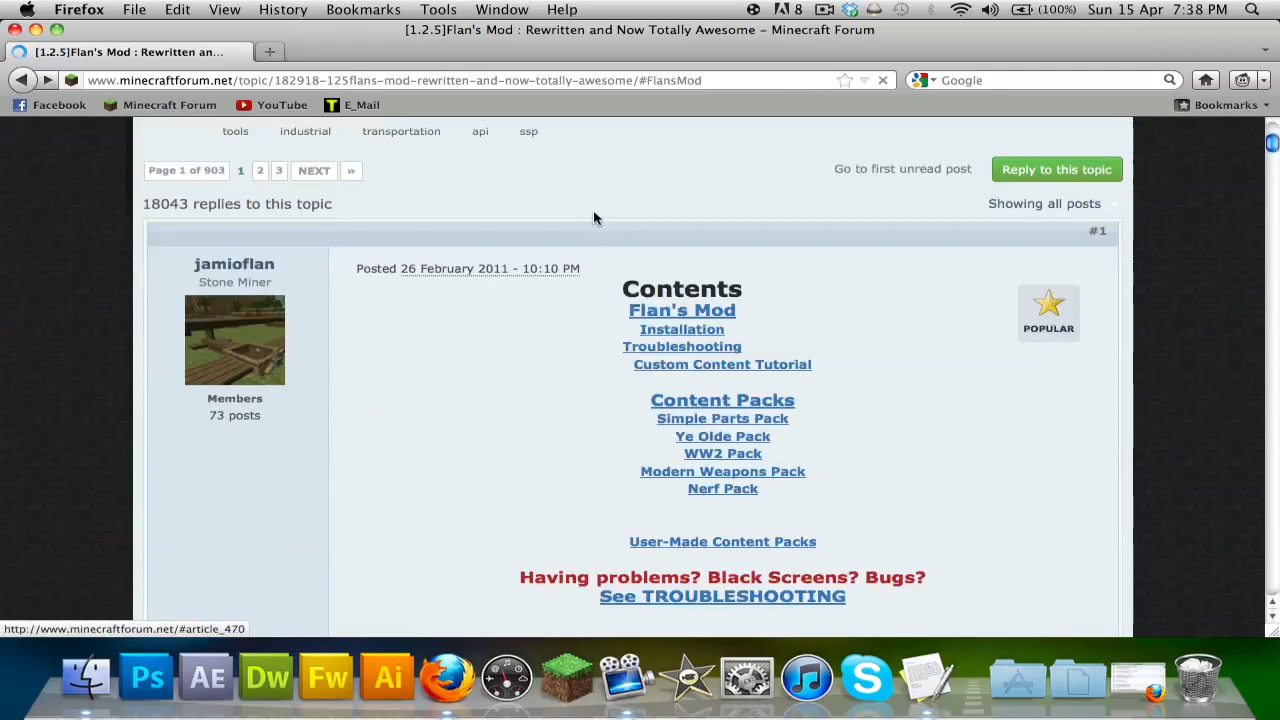 Firefox File Edit View History Bookmarks Tools Window Help 8 (100%) Sun 15 Apr 7:38 PM
[1.2.5]Flan's Mod : Rewritten and Now Totally Awesome – Minecraft Forum
[1.2.5]Flan's Mod : Rewritten an...
www.minecraftforum.net/topic/182918-125flans-mod-rewritten-and-now-totally-awesome/#FlansMod Google
Facebook Minecraft Forum YouTube E_Mail Bookmarks
tools industrial transportation api ssp
Page 1 of 903 1 2 3 NEXT » Go to first unread post Reply to this topic
18043 replies to this topic Showing all posts
#1
jamioflan
Stone Miner
Members
73 posts
Posted 26 February 2011 - 10:10 PM
Contents
Flan's Mod
Installation
Troubleshooting
Custom Content Tutorial
POPULAR
Content Packs
Simple Parts Pack
Ye Olde Pack
WW2 Pack
Modern Weapons Pack
Nerf Pack
User-Made Content Packs
Having problems? Black Screens? Bugs?
See TROUBLESHOOTING
http://www.minecraftforum.net/#article_470
Ps AE Dw Fw Ai